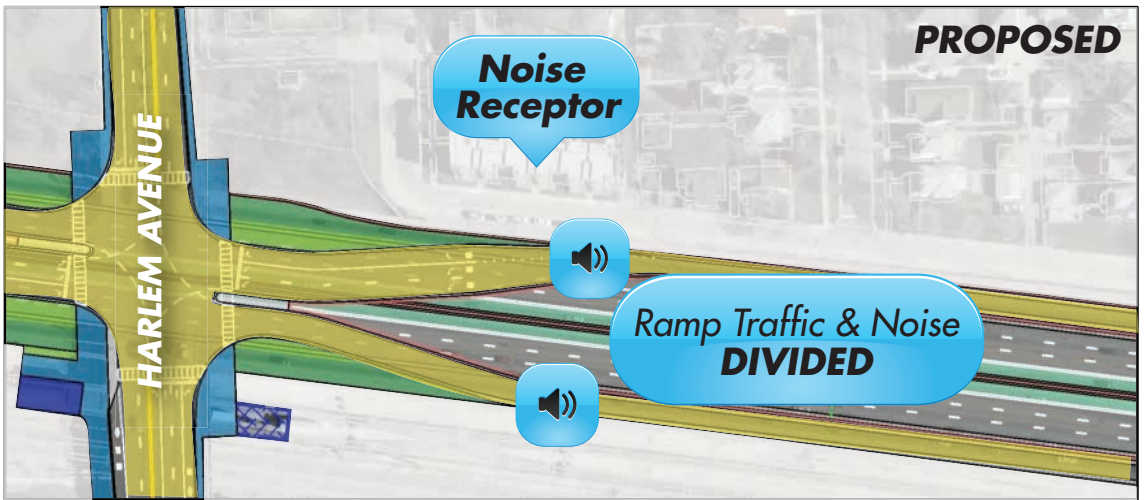 PROPOSED
Noise
Receptor
HARLEM AVENUE
Ramp Traffic & Noise
DIVIDED